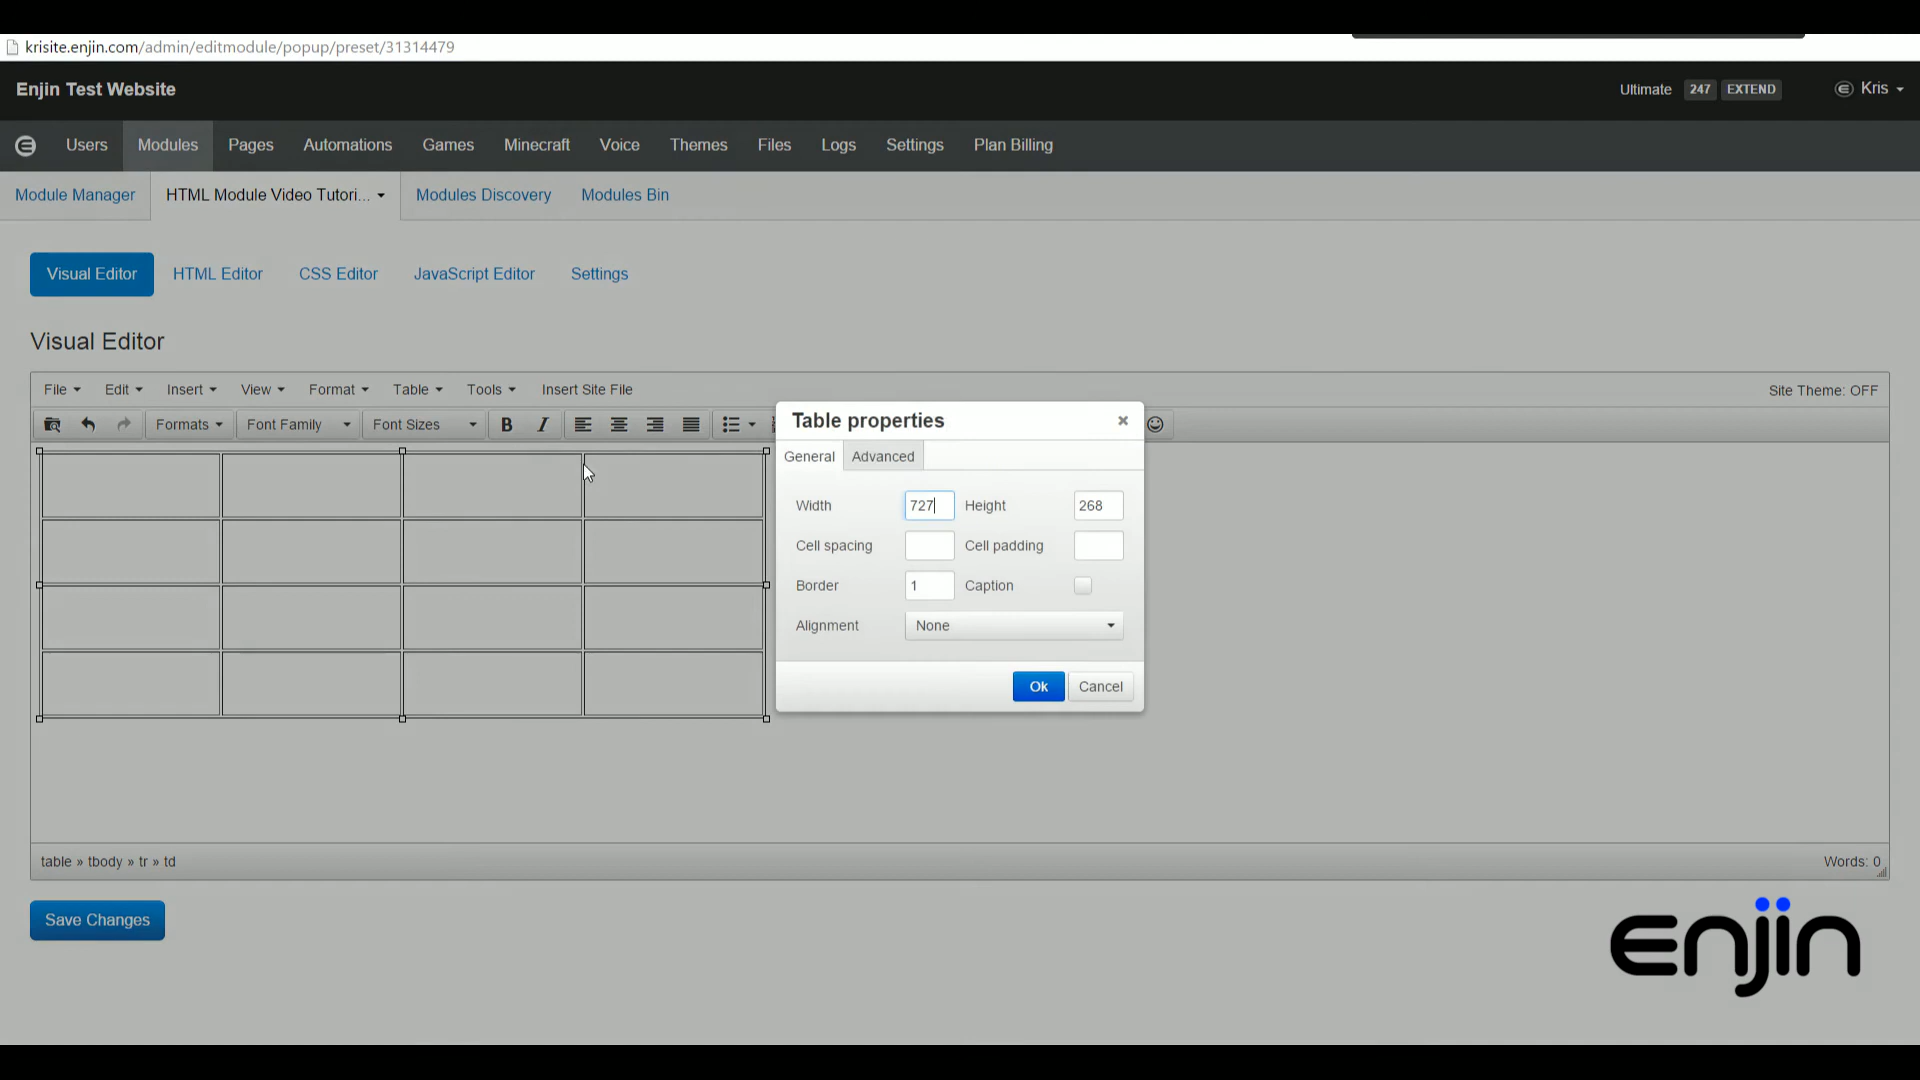 krisite.enjin.com/admin/editmodule/popup/preset/31314479
Enjin Test Website
Ultimate 247 EXTEND Kris
Users Modules Pages Automations Games Minecraft Voice Themes Files Logs Settings Plan Billing
Module Manager HTML Module Video Tutori... Modules Discovery Modules Bin
Visual Editor HTML Editor CSS Editor JavaScript Editor Settings
Visual Editor
File Edit Insert View Format Table Tools Insert Site File Site Theme: OFF
Formats Font Family Font Sizes B I
Table properties
General Advanced
Width 727 Height 268
Cell spacing Cell padding
Border 1 Caption
Alignment None
Ok Cancel
table » tbody » tr » td Words: 0
Save Changes
enjin